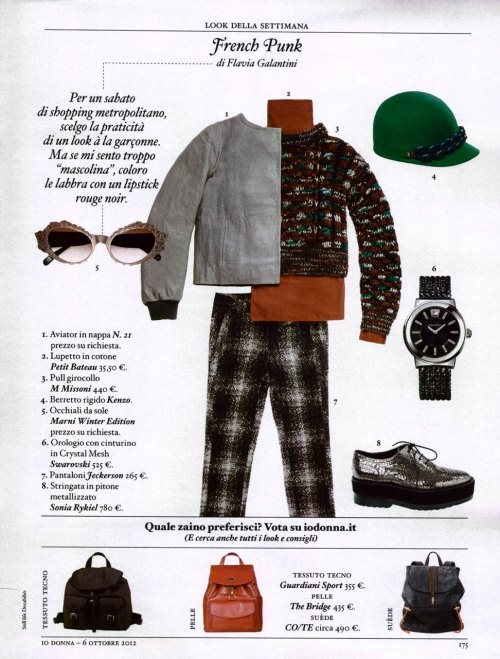 LOOK DELLA SETTIMANA
French Punk
di Flavia Galantini
Per un sabato
di shopping metropolitano,
scelgo la praticità
di un look à la garçonne.
Ma se mi sento troppo
"mascolina", coloro
le labbra con un lipstick
rouge noir.
1
2
3
4
5
6
7
8
1. Aviator in nappa N. 21
prezzo su richiesta.
2. Lupetto in cotone
Petit Bateau 35,50 €.
3. Pull girocollo
M Missoni 440 €.
4. Berretto rigido Kenzo.
5. Occhiali da sole
Marni Winter Edition
prezzo su richiesta.
6. Orologio con cinturino
in Crystal Mesh
Swarovski 525 €.
7. Pantaloni Jeckerson 265 €.
8. Stringata in pitone
metallizzato
Sonia Rykiel 780 €.
Quale zaino preferisci? Vota su iodonna.it
(E cerca anche tutti i look e consigli)
TESSUTO TECNO
PELLE
TESSUTO TECNO
Guardiani Sport 355 €.
PELLE
The Bridge 435 €.
SUÈDE
CO/TE circa 490 €.
SUÈDE
IO DONNA – 6 OTTOBRE 2012
175